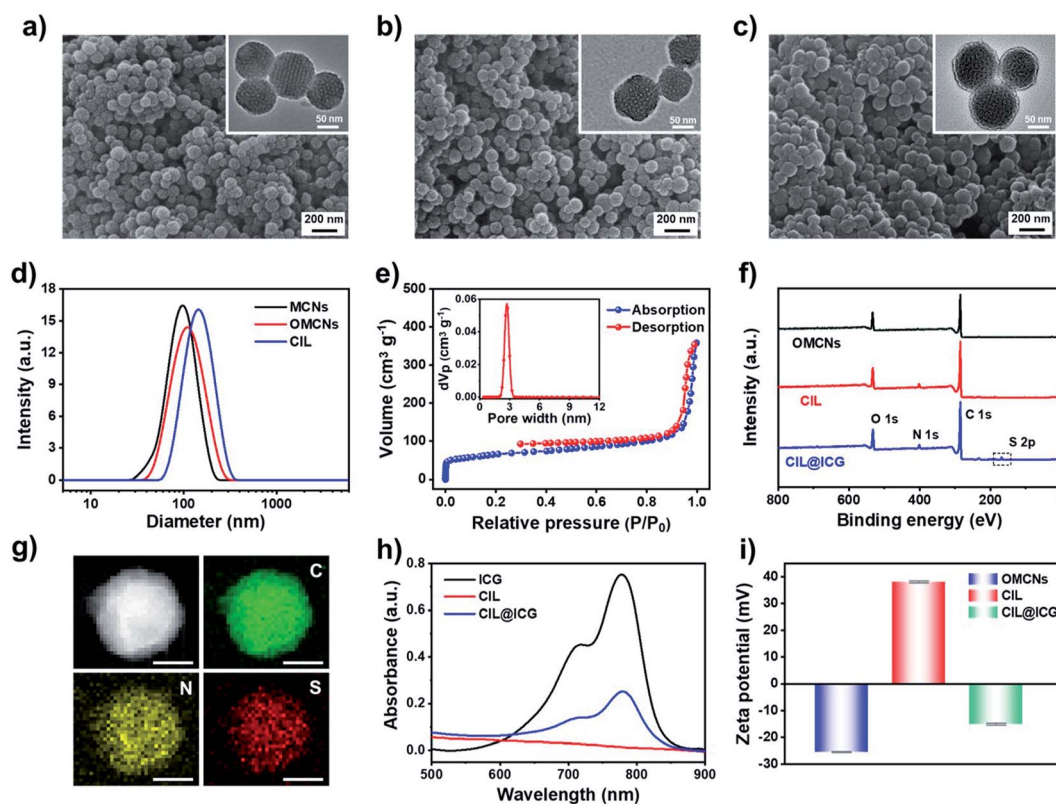 a)
50 nm
200 nm
b)
50 nm
200 nm
c)
50 nm
200 nm
d)
Intensity (a.u.)
18
15
12
9
6
3
0
MCNs
OMCNs
CIL
10
100
1000
Diameter (nm)
e)
Volume (cm³ g⁻¹)
500
400
300
200
100
0
dVp (cm³ g⁻¹)
0.06
0.04
0.02
0.00
0 3 6 9 12
Pore width (nm)
Absorption
Desorption
0.0 0.2 0.4 0.6 0.8 1.0
Relative pressure (P/P₀)
f)
Intensity (a.u.)
OMCNs
CIL
CIL@ICG
O 1s
N 1s
C 1s
S 2p
800 600 400 200
Binding energy (eV)
g)
C
N
S
h)
Absorbance (a.u.)
0.8
0.6
0.4
0.2
0.0
ICG
CIL
CIL@ICG
500 600 700 800 900
Wavelength (nm)
i)
Zeta potential (mV)
40
30
20
10
0
-10
-20
-30
OMCNs
CIL
CIL@ICG